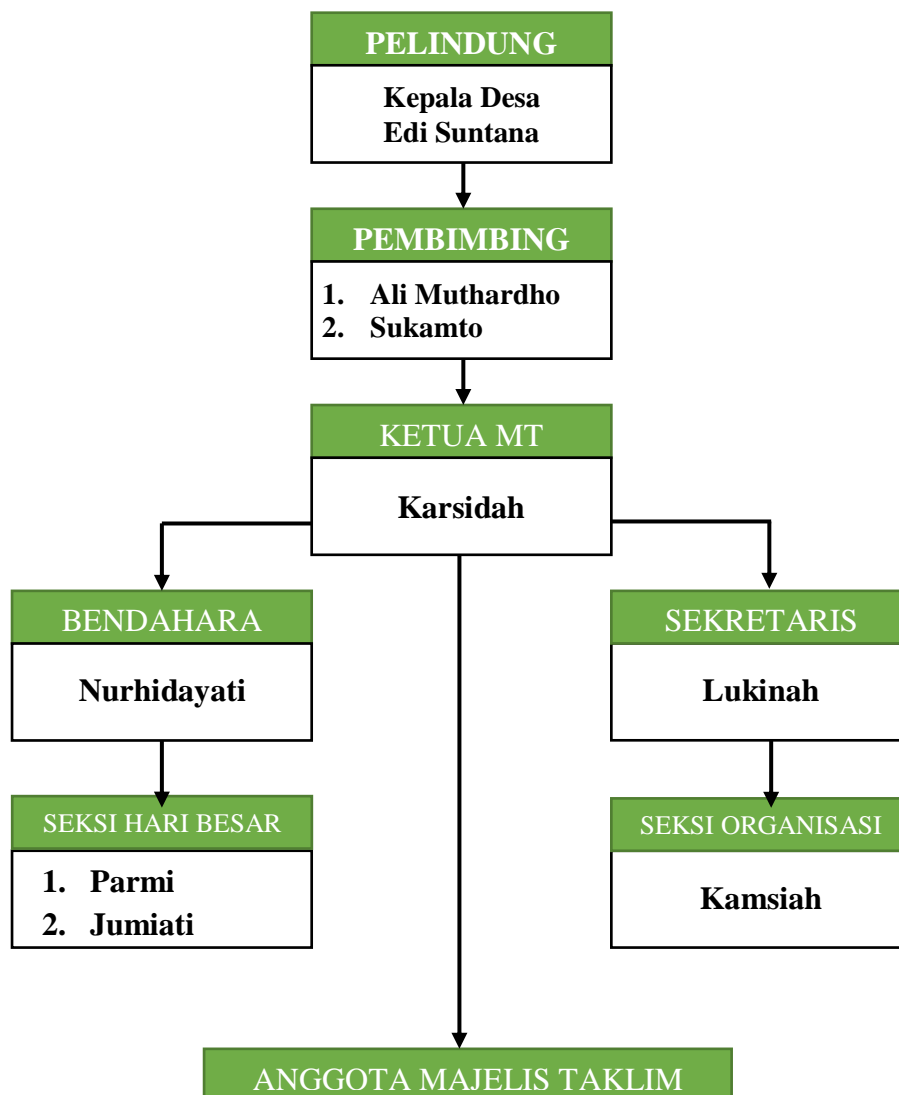 PELINDUNG
Kepala Desa
Edi Suntana
PEMBIMBING
1. Ali Muthardho
2. Sukamto
KETUA MT
Karsidah
BENDAHARA
Nurhidayati
SEKRETARIS
Lukinah
SEKSI HARI BESAR
1. Parmi
2. Jumiati
SEKSI ORGANISASI
Kamsiah
ANGGOTA MAJELIS TAKLIM